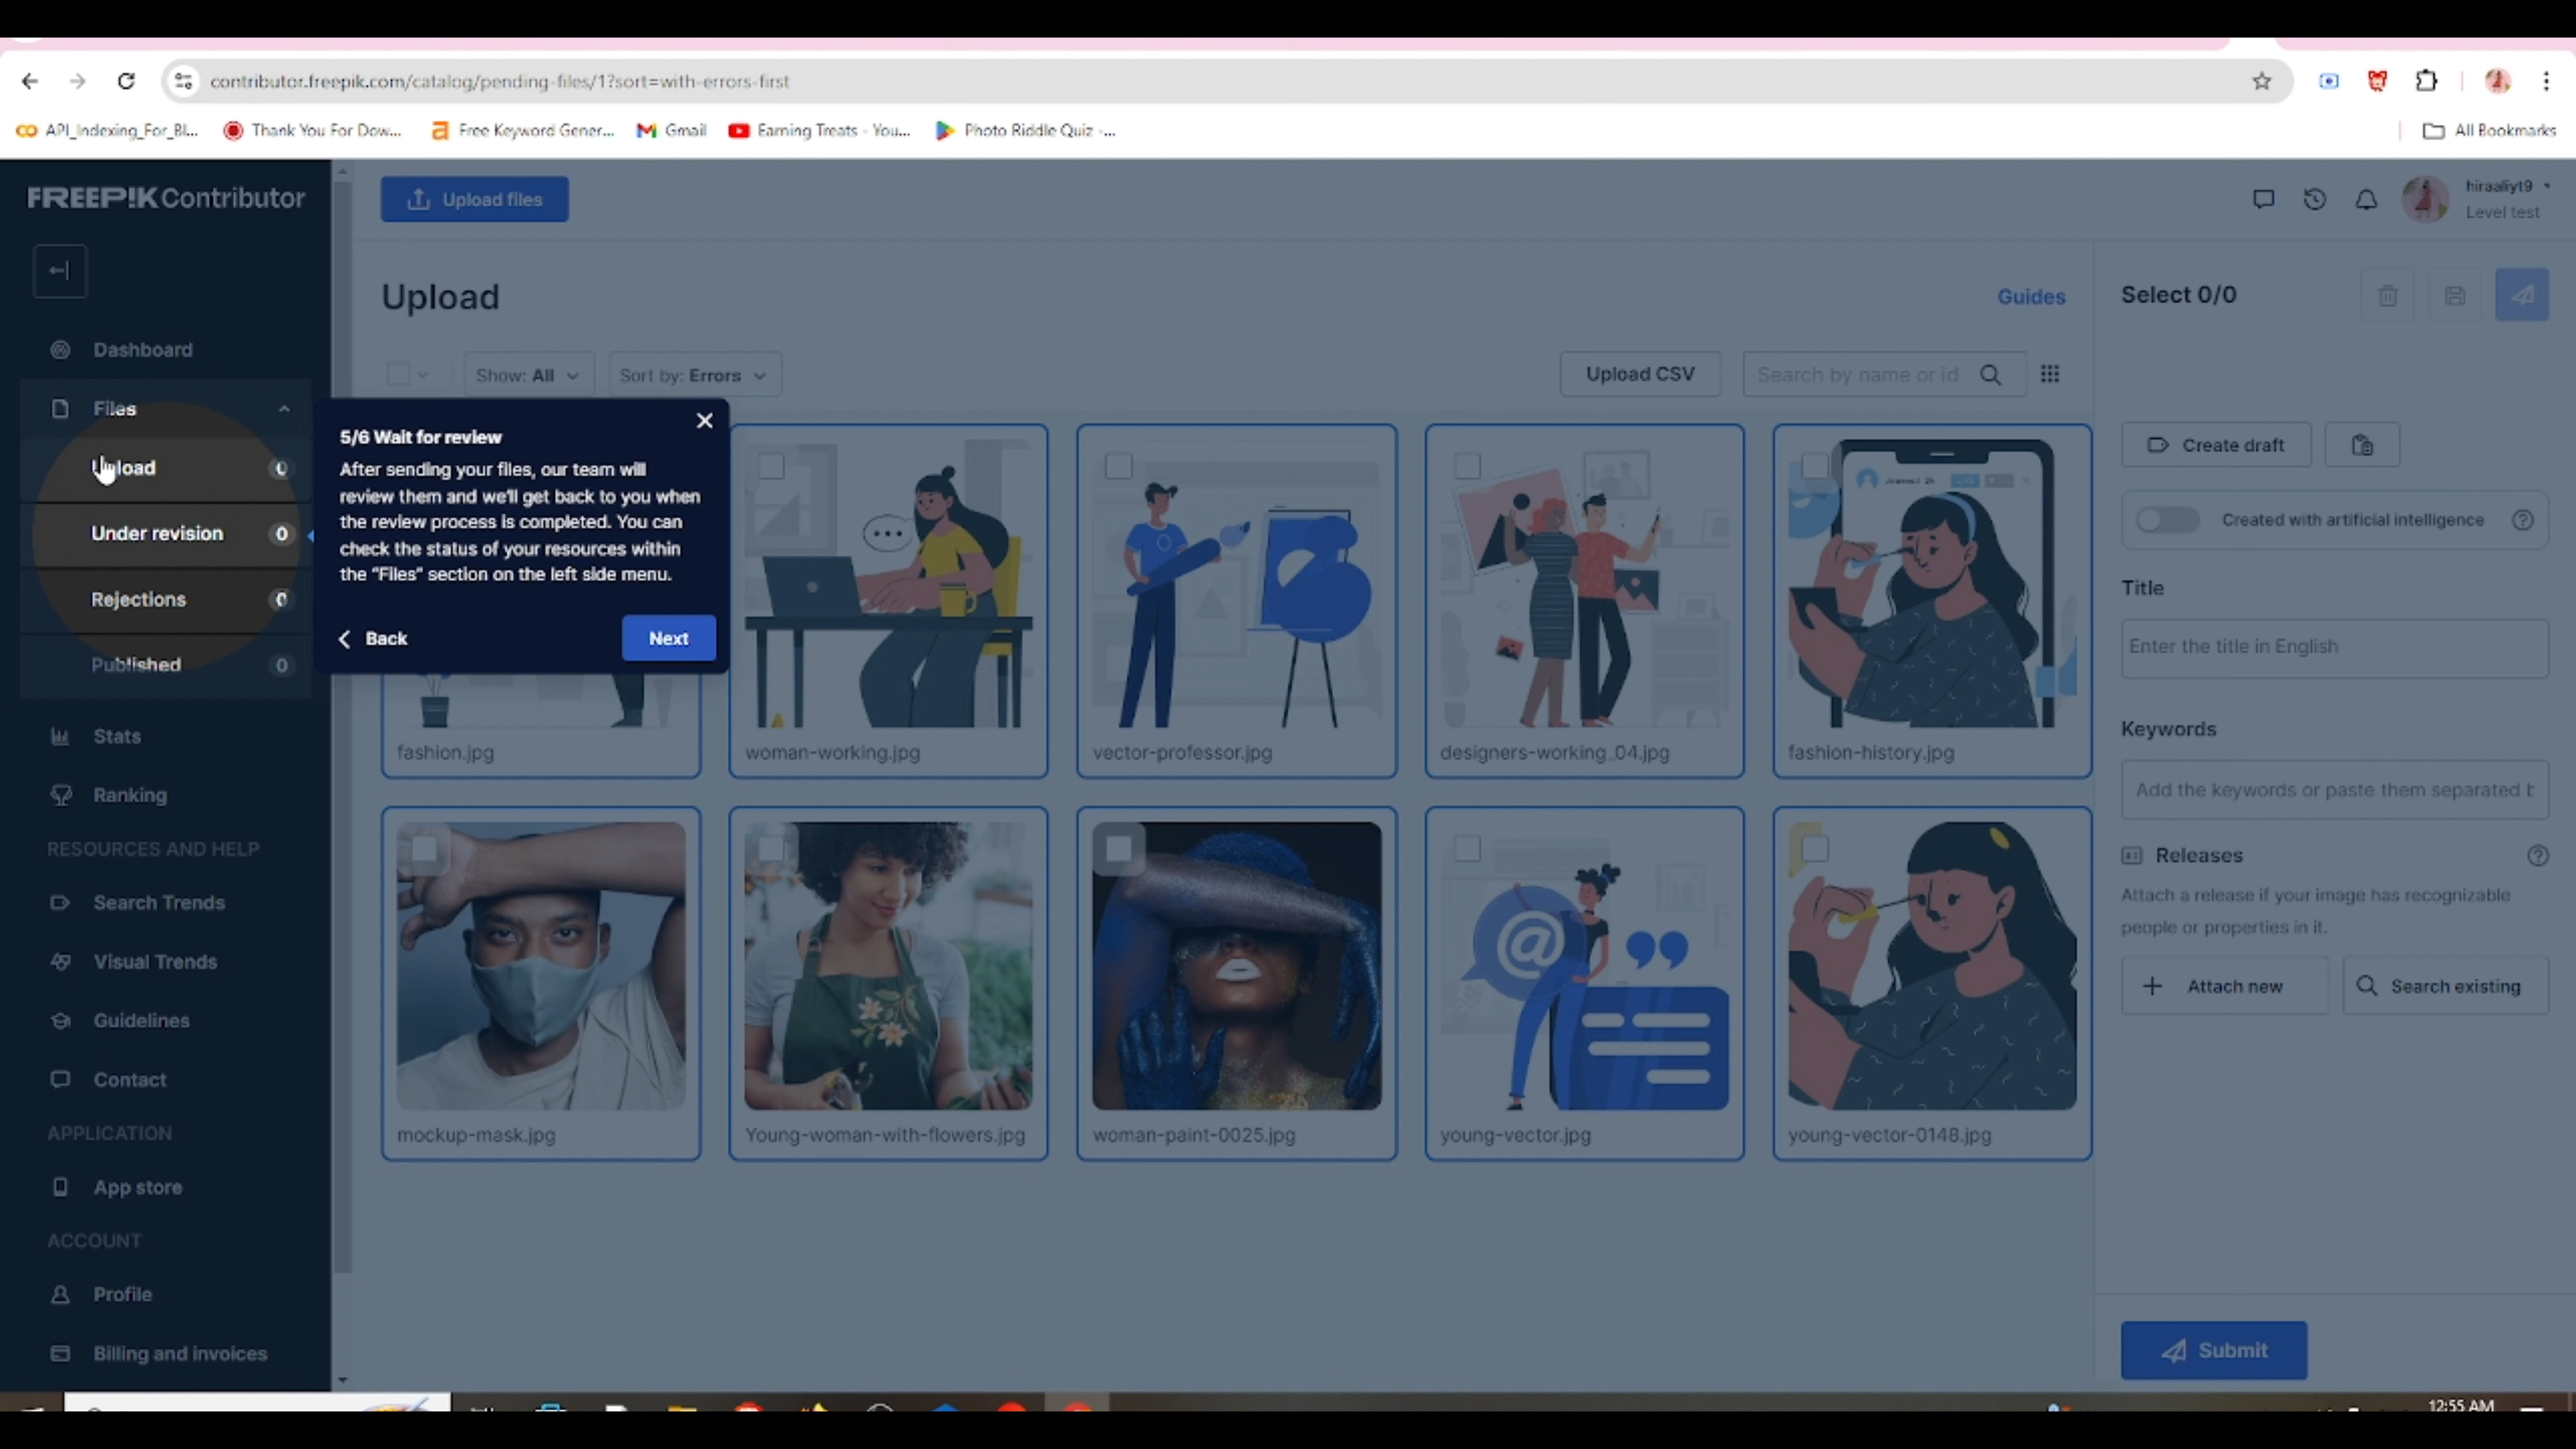 contributor.freepik.com/catalog/pending-files/1?sort=with-errors-first
API_Indexing_For_Bl...
Thank You For Dow...
Free Keyword Gener...
Gmail
Earning Treats - You...
Photo Riddle Quiz -...
All Bookmarks
FREEP!K Contributor
Upload files
hiraaliyt9
Level test
Upload
Guides
Select 0/0
Dashboard
Show: All
Sort by: Errors
Upload CSV
Search by name or id
Files
Upload
Under revision 0
Rejections 0
Published 0
5/6 Wait for review
After sending your files, our team will
review them and we'll get back to you when
the review process is completed. You can
check the status of your resources within
the "Files" section on the left side menu.
Back
Next
Create draft
Created with artificial intelligence
Title
Enter the title in English
Keywords
Add the keywords or paste them separated b
Releases
Attach a release if your image has recognizable
people or properties in it.
Attach new
Search existing
fashion.jpg
woman-working.jpg
vector-professor.jpg
designers-working_04.jpg
fashion-history.jpg
Stats
Ranking
RESOURCES AND HELP
Search Trends
Visual Trends
Guidelines
Contact
mockup-mask.jpg
Young-woman-with-flowers.jpg
woman-paint-0025.jpg
young-vector.jpg
young-vector-0148.jpg
APPLICATION
App store
ACCOUNT
Profile
Billing and invoices
Submit
12:55 AM